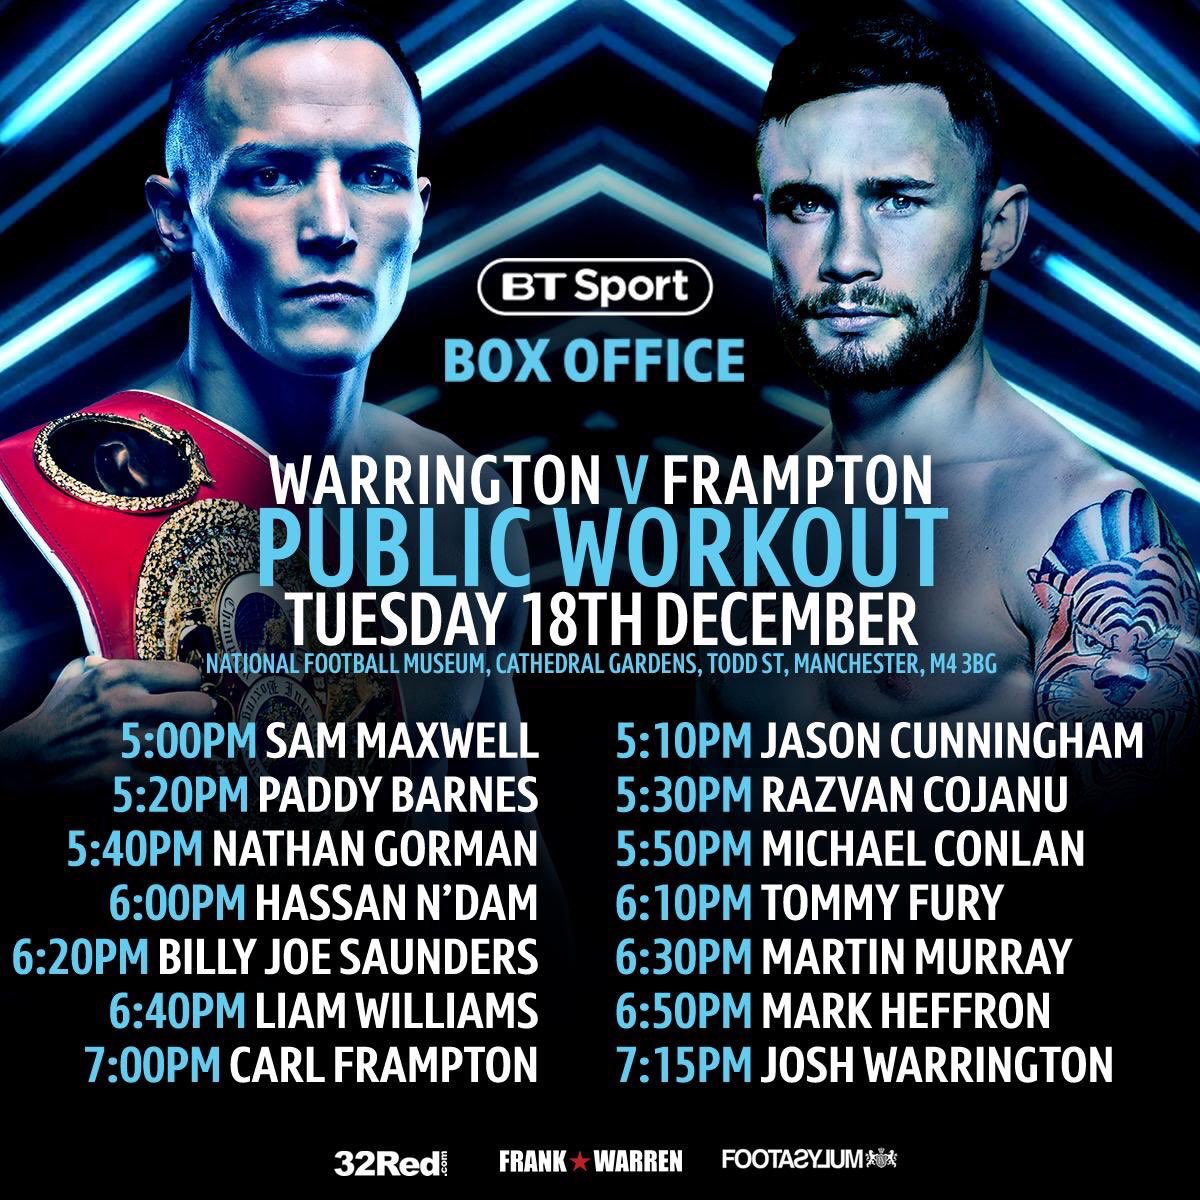 BT Sport
BOX OFFICE
WARRINGTON V FRAMPTON
PUBLIC WORKOUT
TUESDAY 18TH DECEMBER
NATIONAL FOOTBALL MUSEUM, CATHEDRAL GARDENS, TODD ST, MANCHESTER, M4 3BG
5:00PM SAM MAXWELL
5:10PM JASON CUNNINGHAM
5:20PM PADDY BARNES
5:30PM RAZVAN COJANU
5:40PM NATHAN GORMAN
5:50PM MICHAEL CONLAN
6:00PM HASSAN N'DAM
6:10PM TOMMY FURY
6:20PM BILLY JOE SAUNDERS
6:30PM MARTIN MURRAY
6:40PM LIAM WILLIAMS
6:50PM MARK HEFFRON
7:00PM CARL FRAMPTON
7:15PM JOSH WARRINGTON
32Red.com
FRANK WARREN
FOOTASYLUM